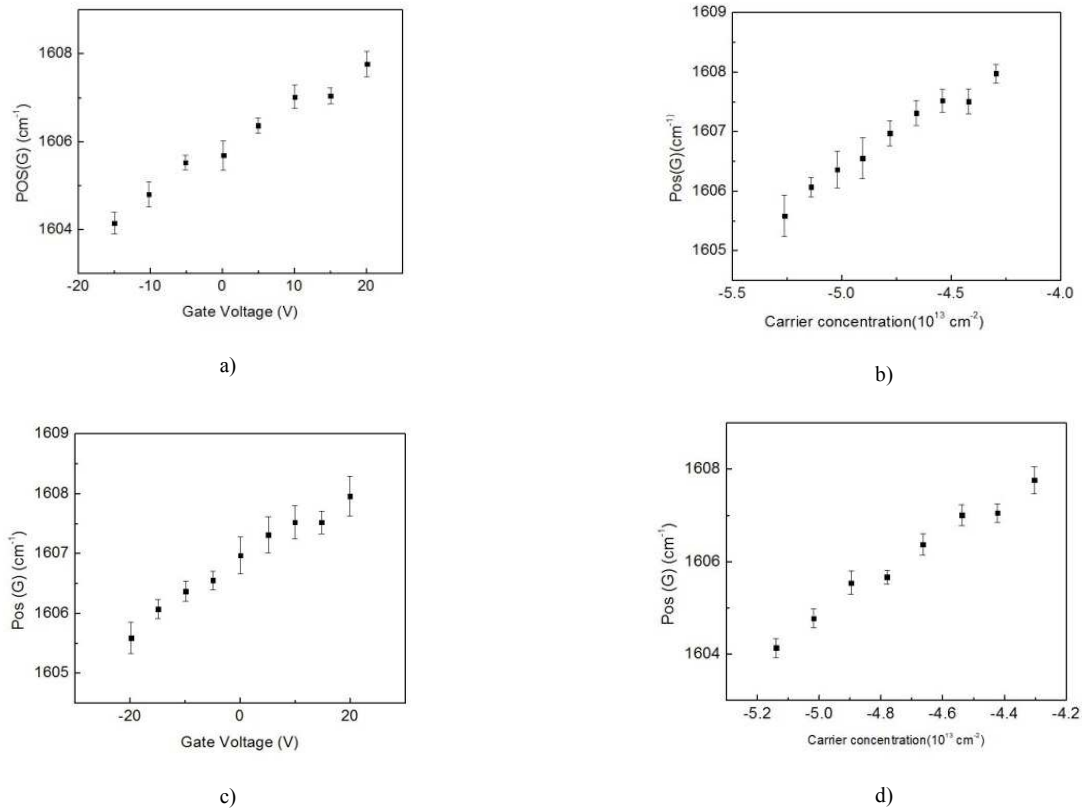 1608
1606
1604
POS(G) (cm⁻¹)
-20
-10
0
10
20
Gate Voltage (V)
a)
1609
1608
1607
1606
1605
Pos(G)(cm⁻¹)
-5.5
-5.0
-4.5
-4.0
Carrier concentration(10¹³ cm⁻²)
b)
1609
1608
1607
1606
1605
Pos (G) (cm⁻¹)
-20
0
20
Gate Voltage (V)
c)
1608
1606
1604
Pos (G) (cm⁻¹)
-5.2
-5.0
-4.8
-4.6
-4.4
-4.2
Carrier concentration(10¹³ cm⁻²)
d)